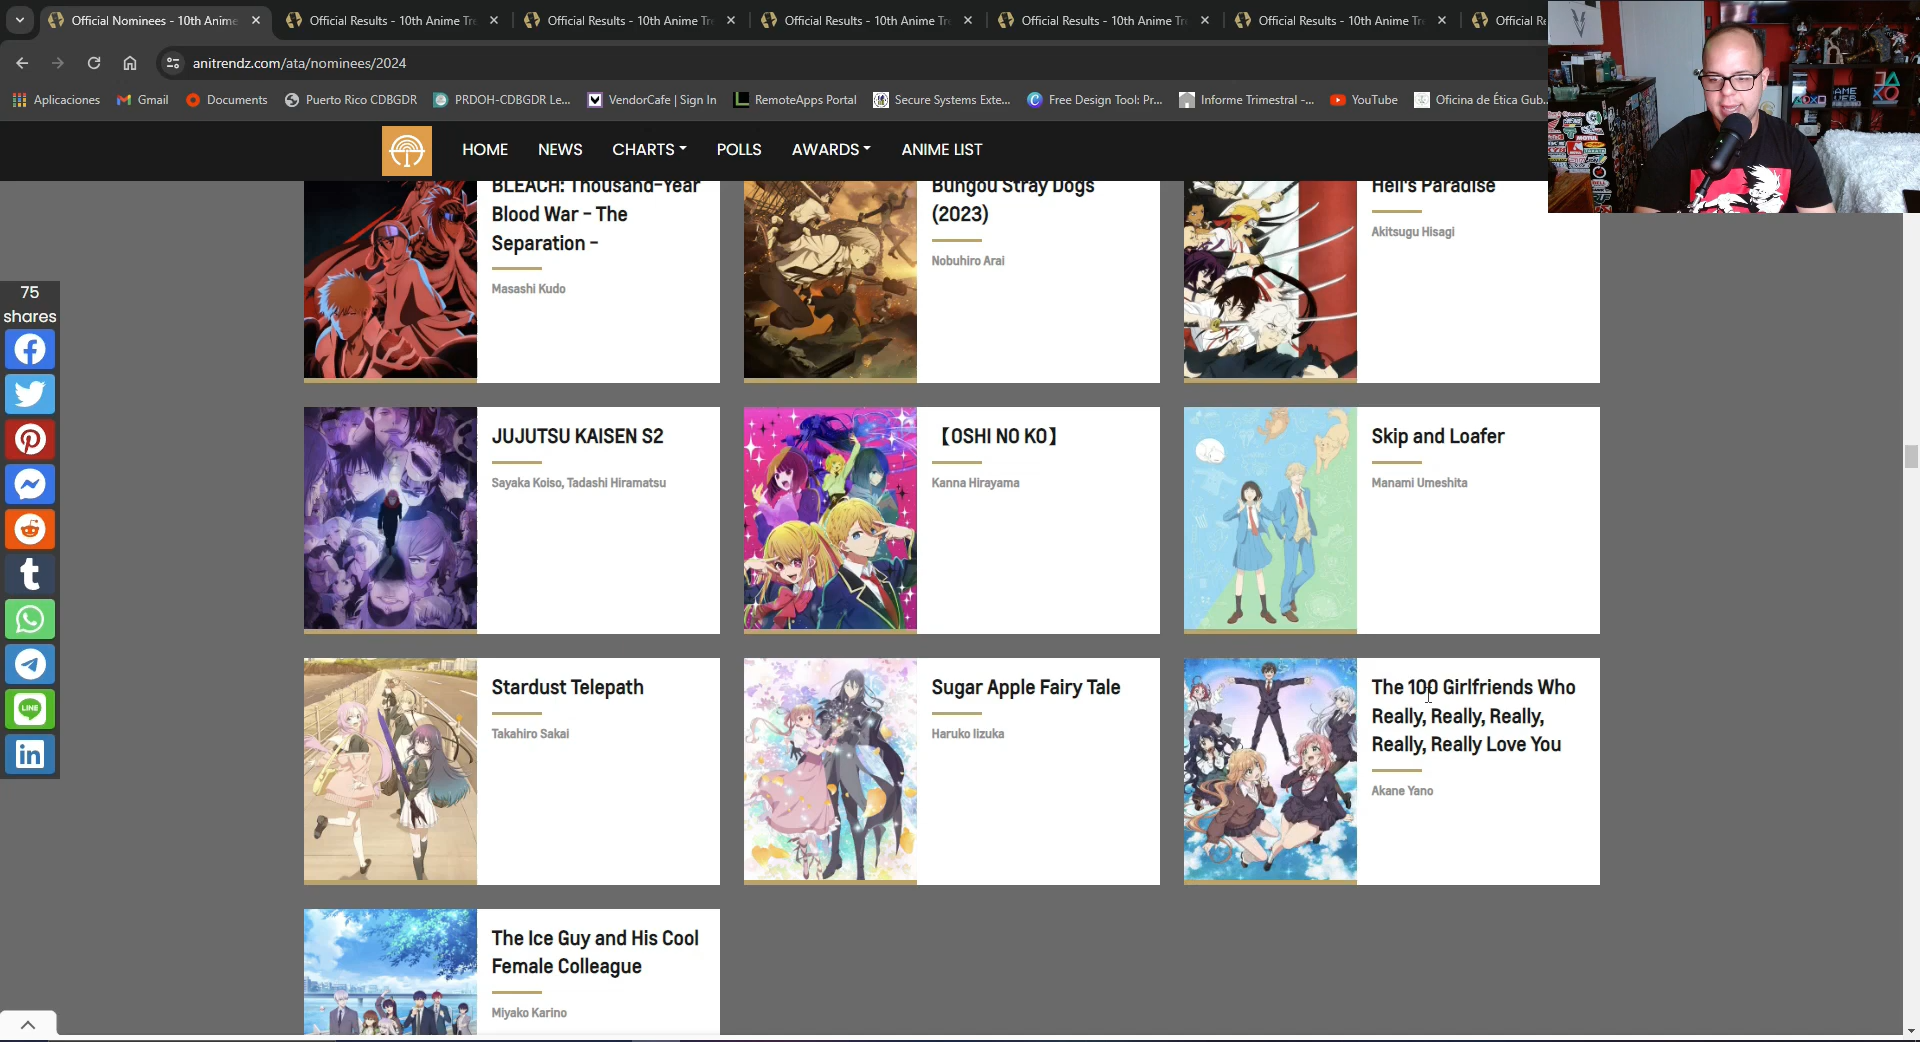 Official Nominees - 10th Anime
Official Results - 10th Anime Tr
Official Results - 10th Anime Tr
Official Results - 10th Anime Tr
Official Results - 10th Anime Tr
Official Results - 10th Anime Tr
Official Re
anitrendz.com/ata/nominees/2024
Aplicaciones
Gmail
Documents
Puerto Rico CDBGDR
PRDOH-CDBGDR Le...
VendorCafe | Sign In
RemoteApps Portal
Secure Systems Exte...
Free Design Tool: Pr...
Informe Trimestral -...
YouTube
Oficina de Ética Gub...
HOME
NEWS
CHARTS
POLLS
AWARDS
ANIME LIST
75
shares
LINE
BLEACH: Thousand-Year
Blood War - The
Separation -
Masashi Kudo
Bungou Stray Dogs
(2023)
Nobuhiro Arai
Hell's Paradise
Akitsugu Hisagi
JUJUTSU KAISEN S2
Sayaka Koiso, Tadashi Hiramatsu
【OSHI NO KO】
Kanna Hirayama
Skip and Loafer
Manami Umeshita
Stardust Telepath
Takahiro Sakai
Sugar Apple Fairy Tale
Haruko Iizuka
The 100 Girlfriends Who
Really, Really, Really,
Really, Really Love You
Akane Yano
The Ice Guy and His Cool
Female Colleague
Miyako Karino